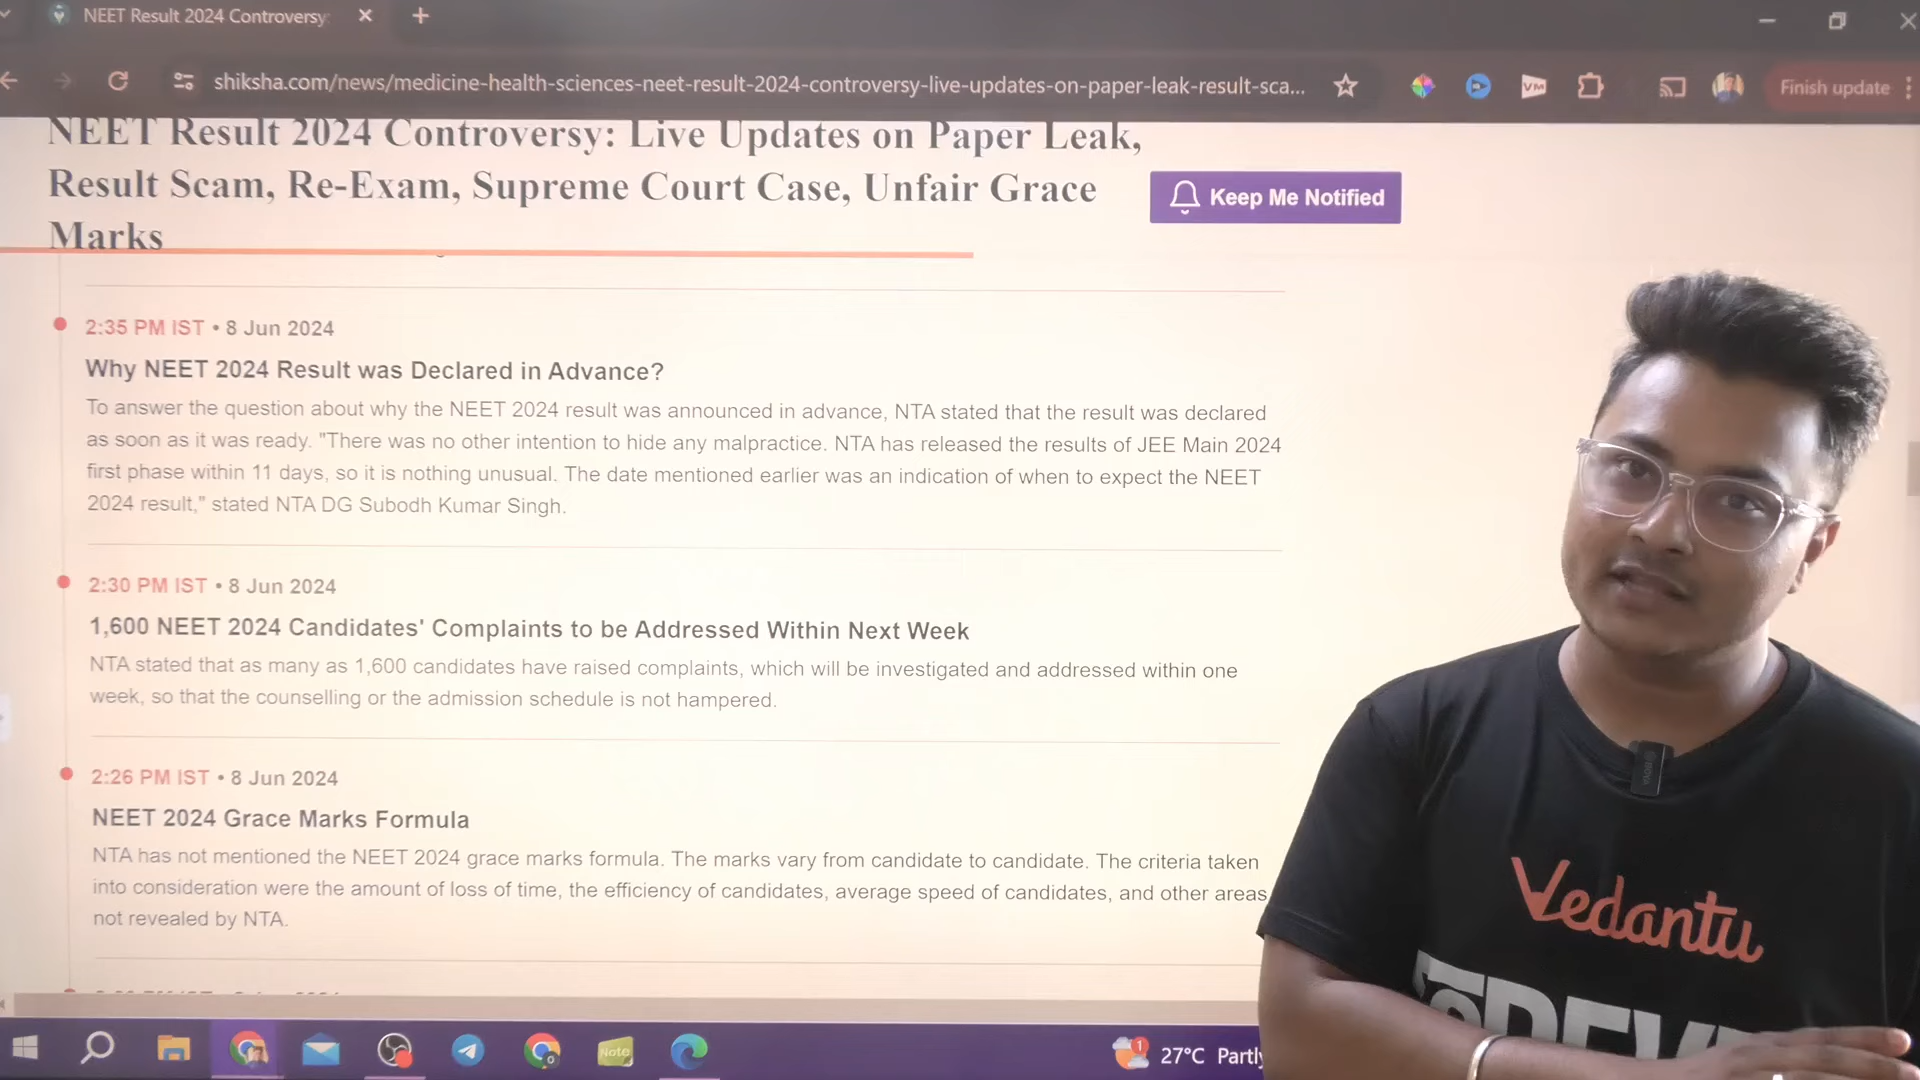 NEET Result 2024 Controversy
shiksha.com/news/medicine-health-sciences-neet-result-2024-controversy-live-updates-on-paper-leak-result-sca...
VM
Finish update
NEET Result 2024 Controversy: Live Updates on Paper Leak,
Result Scam, Re-Exam, Supreme Court Case, Unfair Grace
Marks
Keep Me Notified
2:35 PM IST • 8 Jun 2024
Why NEET 2024 Result was Declared in Advance?
To answer the question about why the NEET 2024 result was announced in advance, NTA stated that the result was declared
as soon as it was ready. "There was no other intention to hide any malpractice. NTA has released the results of JEE Main 2024
first phase within 11 days, so it is nothing unusual. The date mentioned earlier was an indication of when to expect the NEET
2024 result," stated NTA DG Subodh Kumar Singh.
2:30 PM IST • 8 Jun 2024
1,600 NEET 2024 Candidates' Complaints to be Addressed Within Next Week
NTA stated that as many as 1,600 candidates have raised complaints, which will be investigated and addressed within one
week, so that the counselling or the admission schedule is not hampered.
2:26 PM IST • 8 Jun 2024
NEET 2024 Grace Marks Formula
NTA has not mentioned the NEET 2024 grace marks formula. The marks vary from candidate to candidate. The criteria taken
into consideration were the amount of loss of time, the efficiency of candidates, average speed of candidates, and other areas
not revealed by NTA.
Vedantu
Note
1
27°C Partly